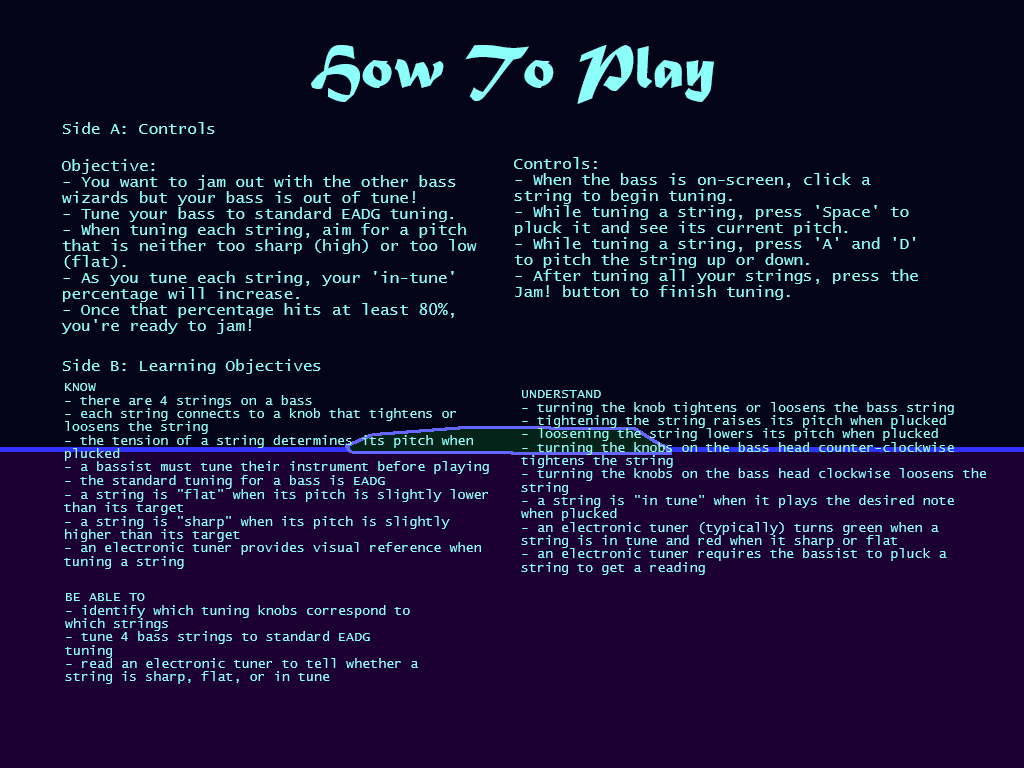 How To Play
Side A: Controls
Objective:
- You want to jam out with the other bass
wizards but your bass is out of tune!
- Tune your bass to standard EADG tuning.
- When tuning each string, aim for a pitch
that is neither too sharp (high) or too low
(flat).
- As you tune each string, your 'in-tune'
percentage will increase.
- Once that percentage hits at least 80%,
you're ready to jam!
Controls:
- When the bass is on-screen, click a
string to begin tuning.
- While tuning a string, press 'Space' to
pluck it and see its current pitch.
- While tuning a string, press 'A' and 'D'
to pitch the string up or down.
- After tuning all your strings, press the
Jam! button to finish tuning.
Side B: Learning Objectives
KNOW
- there are 4 strings on a bass
- each string connects to a knob that tightens or
loosens the string
- the tension of a string determines its pitch when
plucked
- a bassist must tune their instrument before playing
- the standard tuning for a bass is EADG
- a string is "flat" when its pitch is slightly lower
than its target
- a string is "sharp" when its pitch is slightly
higher than its target
- an electronic tuner provides visual reference when
tuning a string
UNDERSTAND
- turning the knob tightens or loosens the bass string
- tightening the string raises its pitch when plucked
- loosening the string lowers its pitch when plucked
- turning the knobs on the bass head counter-clockwise
tightens the string
- turning the knobs on the bass head clockwise loosens the
string
- a string is "in tune" when it plays the desired note
when plucked
- an electronic tuner (typically) turns green when a
string is in tune and red when it sharp or flat
- an electronic tuner requires the bassist to pluck a
string to get a reading
BE ABLE TO
- identify which tuning knobs correspond to
which strings
- tune 4 bass strings to standard EADG
tuning
- read an electronic tuner to tell whether a
string is sharp, flat, or in tune